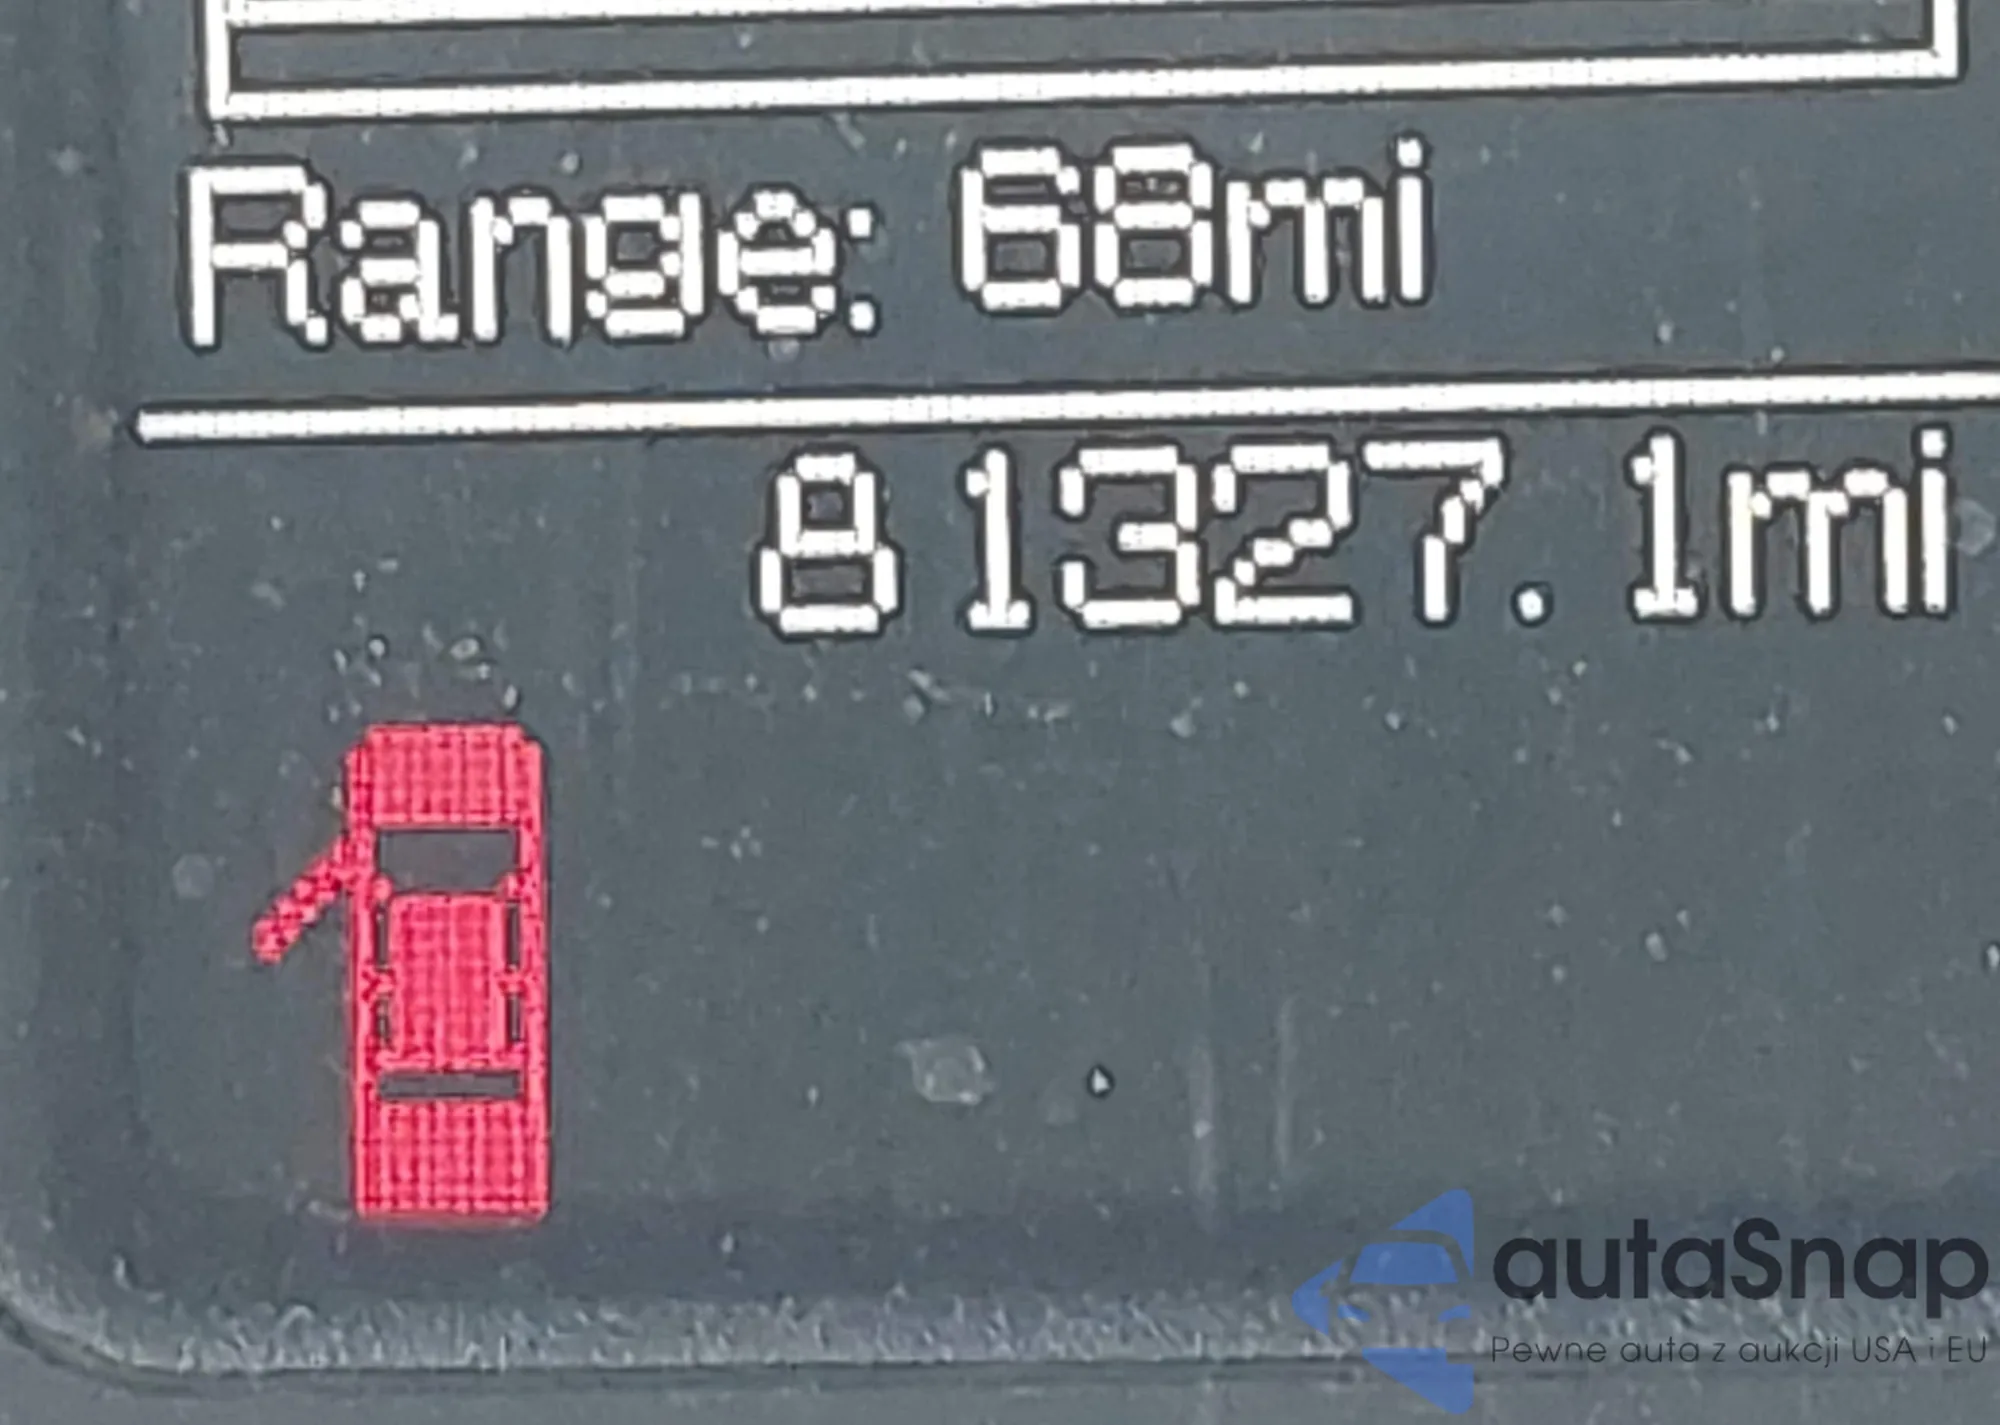 Range: 68mi
81327.1mi
autaSnap
Pewne auta z aukcji USA i EU